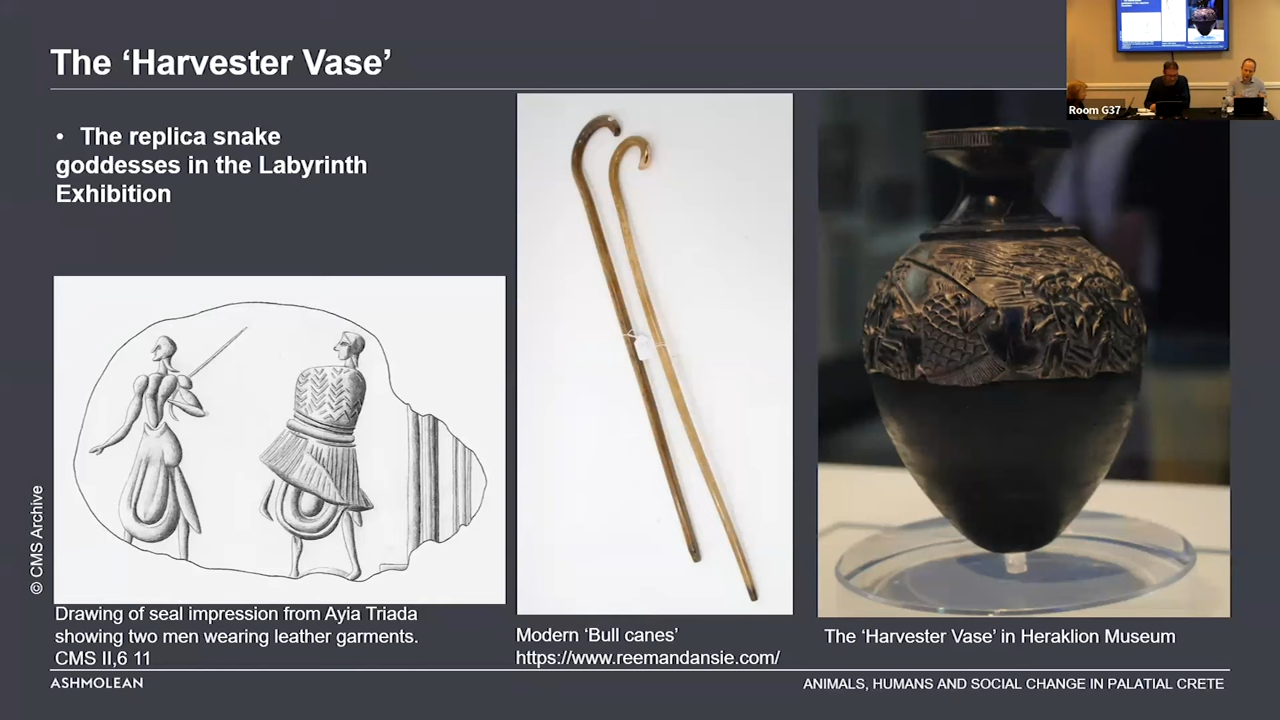 The ‘Harvester Vase’
Room G37
• The replica snake
goddesses in the Labyrinth
Exhibition
© CMS Archive
Drawing of seal impression from Ayia Triada
showing two men wearing leather garments.
CMS II,6 11
Modern ‘Bull canes’
https://www.reemandansie.com/
The ‘Harvester Vase’ in Heraklion Museum
ASHMOLEAN
ANIMALS, HUMANS AND SOCIAL CHANGE IN PALATIAL CRETE